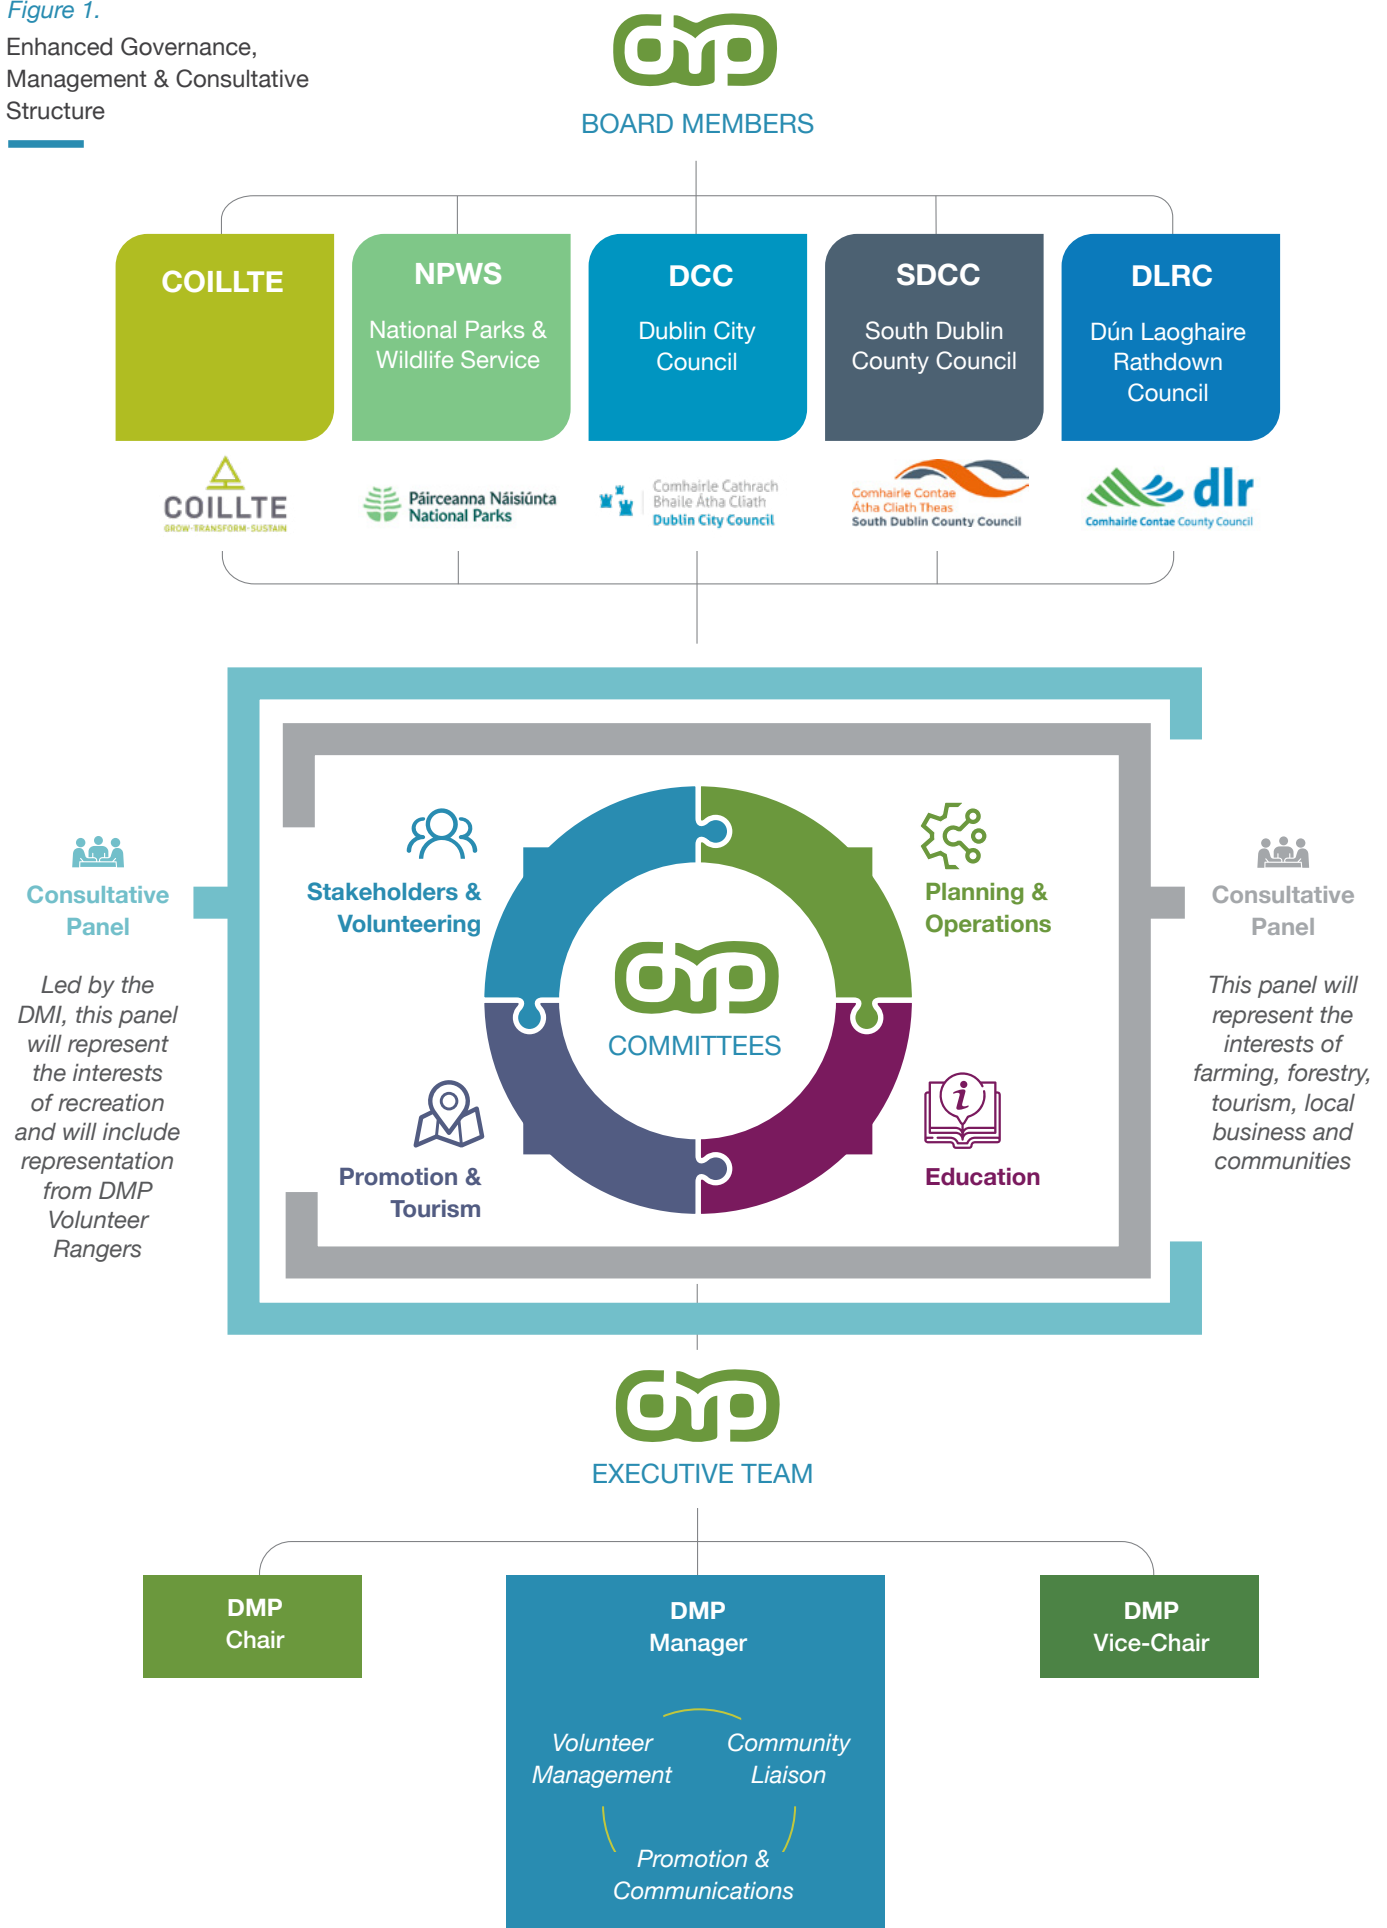 Figure 1.
Enhanced Governance,
Management & Consultative
Structure
dmp
BOARD MEMBERS
COILLTE
NPWS
National Parks &
Wildlife Service
DCC
Dublin City
Council
SDCC
South Dublin
County Council
DLRC
Dún Laoghaire
Rathdown
Council
COILLTE
GROW-TRANSFORM-SUSTAIN
Páirceanna Náisiúnta
National Parks
Comhairle Cathrach
Bhaile Átha Cliath
Dublin City Council
Comhairle Contae
Átha Cliath Theas
South Dublin County Council
dlr
Comhairle Contae County Council
Consultative
Panel
Led by the
DMI, this panel
will represent
the interests
of recreation
and will include
representation
from DMP
Volunteer
Rangers
Stakeholders &
Volunteering
Planning &
Operations
dmp
COMMITTEES
Promotion &
Tourism
Education
Consultative
Panel
This panel will
represent the
interests of
farming, forestry,
tourism, local
business and
communities
dmp
EXECUTIVE TEAM
DMP
Chair
DMP
Manager
Volunteer
Management
Community
Liaison
Promotion &
Communications
DMP
Vice-Chair